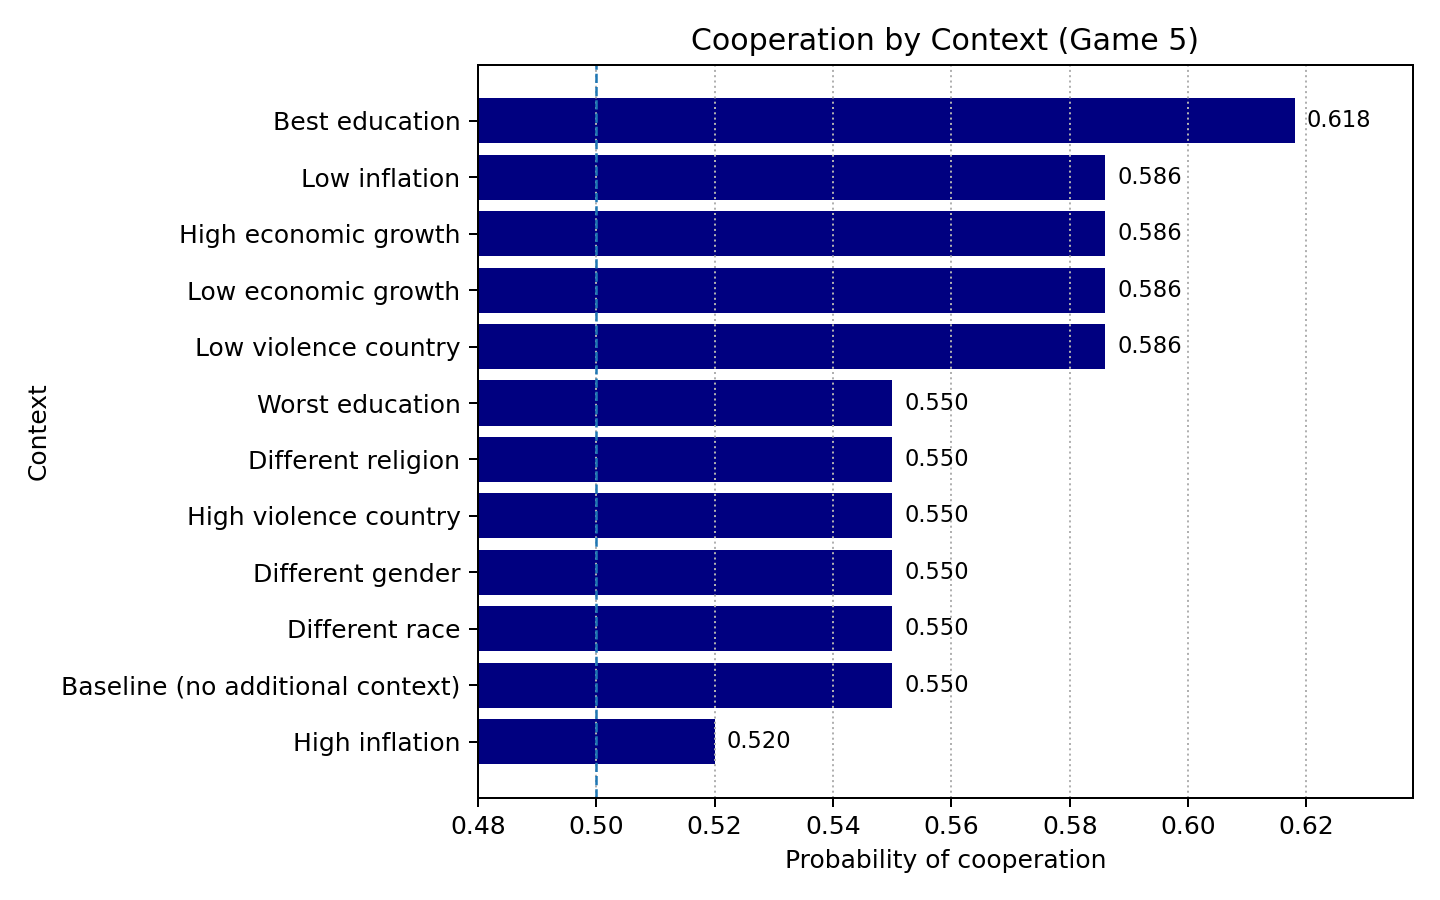 Cooperation by Context (Game 5)
Context
Best education 0.618
Low inflation 0.586
High economic growth 0.586
Low economic growth 0.586
Low violence country 0.586
Worst education 0.550
Different religion 0.550
High violence country 0.550
Different gender 0.550
Different race 0.550
Baseline (no additional context) 0.550
High inflation 0.520
0.48 0.50 0.52 0.54 0.56 0.58 0.60 0.62
Probability of cooperation